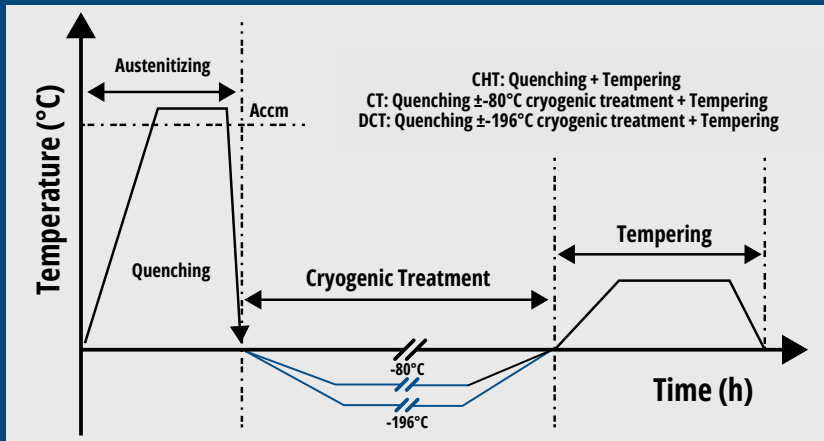 Austenitizing
Accm
CHT: Quenching + Tempering
CT: Quenching ±-80°C cryogenic treatment + Tempering
DCT: Quenching ±-196°C cryogenic treatment + Tempering
Temperature (°C)
Quenching
Cryogenic Treatment
Tempering
-80°C
-196°C
Time (h)